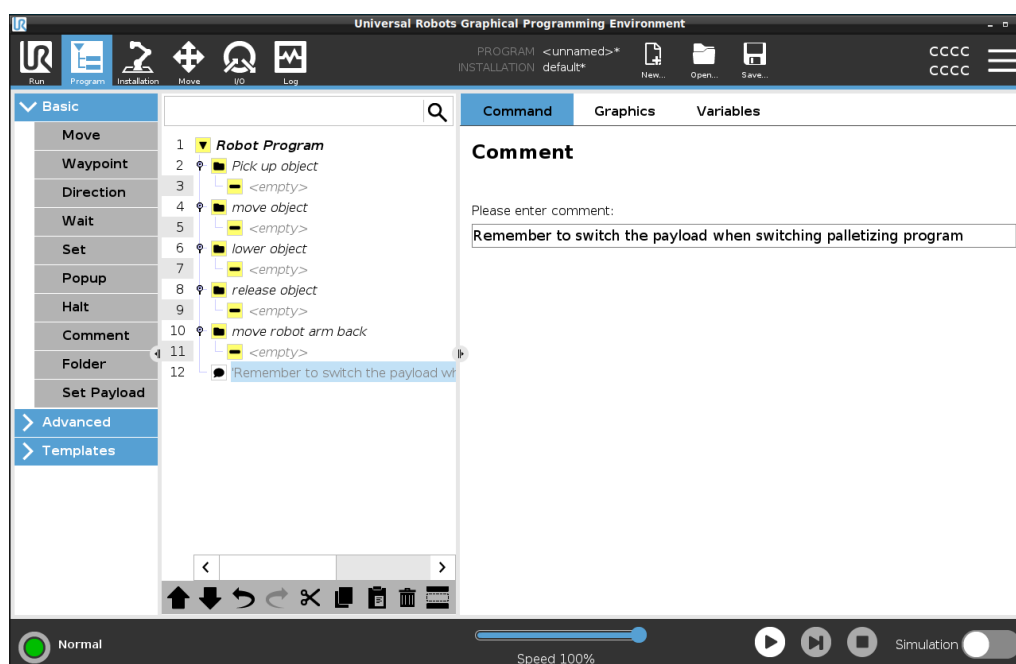 Universal Robots Graphical Programming Environment
Run
Program
Installation
Move
I/O
Log
PROGRAM <unnamed>*
INSTALLATION default*
New...
Open...
Save...
CCCC
CCCC
Basic
Move
Waypoint
Direction
Wait
Set
Popup
Halt
Comment
Folder
Set Payload
Advanced
Templates
1 Robot Program
2 Pick up object
3 <empty>
4 move object
5 <empty>
6 lower object
7 <empty>
8 release object
9 <empty>
10 move robot arm back
11 <empty>
12 'Remember to switch the payload wh
Command Graphics Variables
Comment
Please enter comment:
Remember to switch the payload when switching palletizing program
Normal
Speed 100%
Simulation